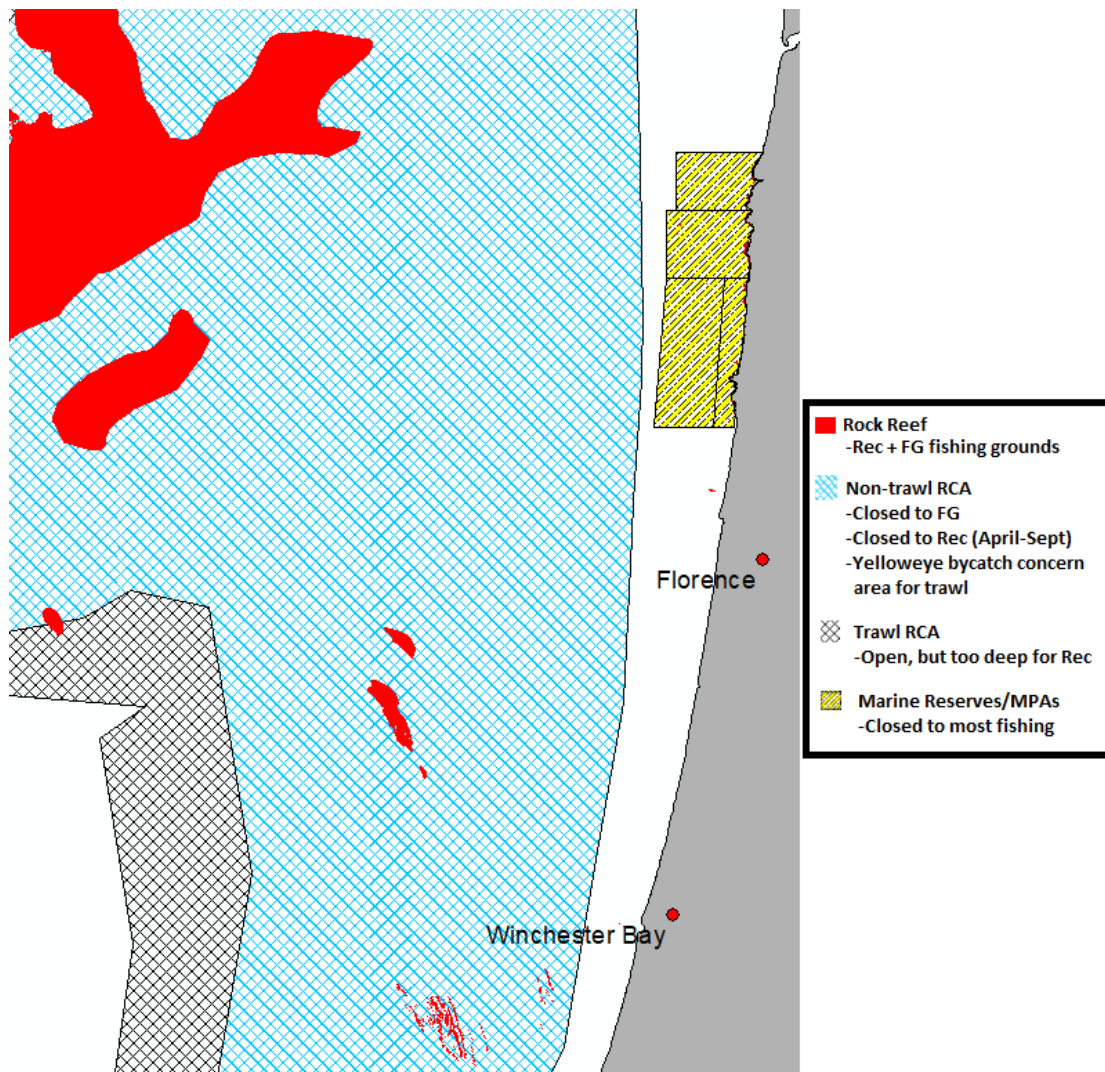 Florence
Winchester Bay
Rock Reef
-Rec + FG fishing grounds
Non-trawl RCA
-Closed to FG
-Closed to Rec (April-Sept)
-Yelloweye bycatch concern
area for trawl
Trawl RCA
-Open, but too deep for Rec
Marine Reserves/MPAs
-Closed to most fishing